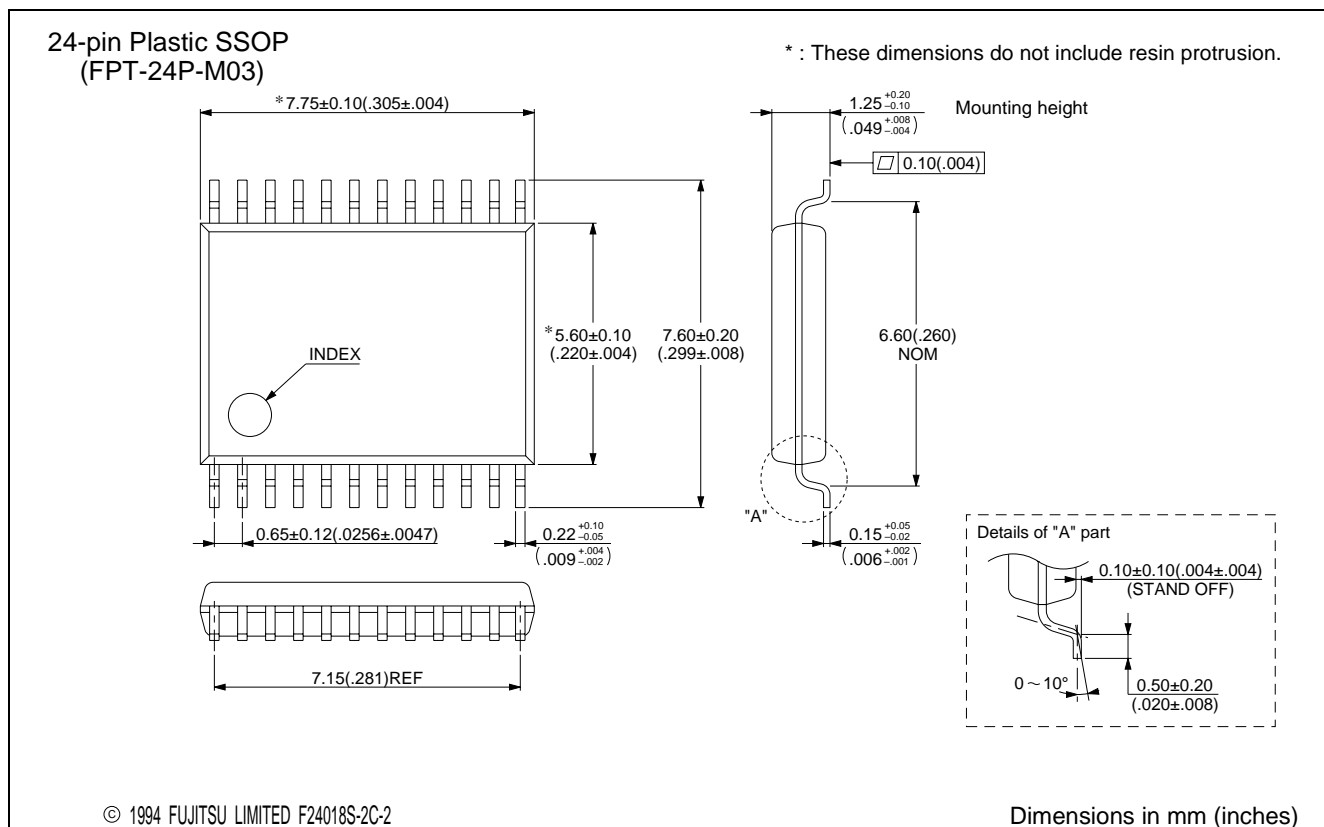 24-pin Plastic SSOP
(FPT-24P-M03)
* : These dimensions do not include resin protrusion.
*7.75±0.10(.305±.004)
1.25 +0.20 –0.10
(.049 +.008 –.004)
Mounting height
0.10(.004)
INDEX
*5.60±0.10
(.220±.004)
7.60±0.20
(.299±.008)
6.60(.260)
NOM
"A"
0.65±0.12(.0256±.0047)
0.22 +0.10 –0.05
(.009 +.004 –.002)
0.15 +0.05 –0.02
(.006 +.002 –.001)
Details of "A" part
0.10±0.10(.004±.004)
(STAND OFF)
0~10°
0.50±0.20
(.020±.008)
7.15(.281)REF
© 1994 FUJITSU LIMITED F24018S-2C-2
Dimensions in mm (inches)